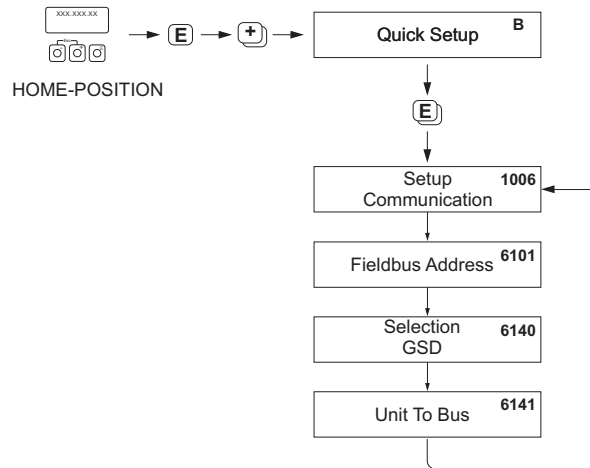 xxx.xxx.xx
Esc
E
+
Quick Setup
B
HOME-POSITION
E
Setup
Communication
1006
Fieldbus Address
6101
Selection
GSD
6140
Unit To Bus
6141